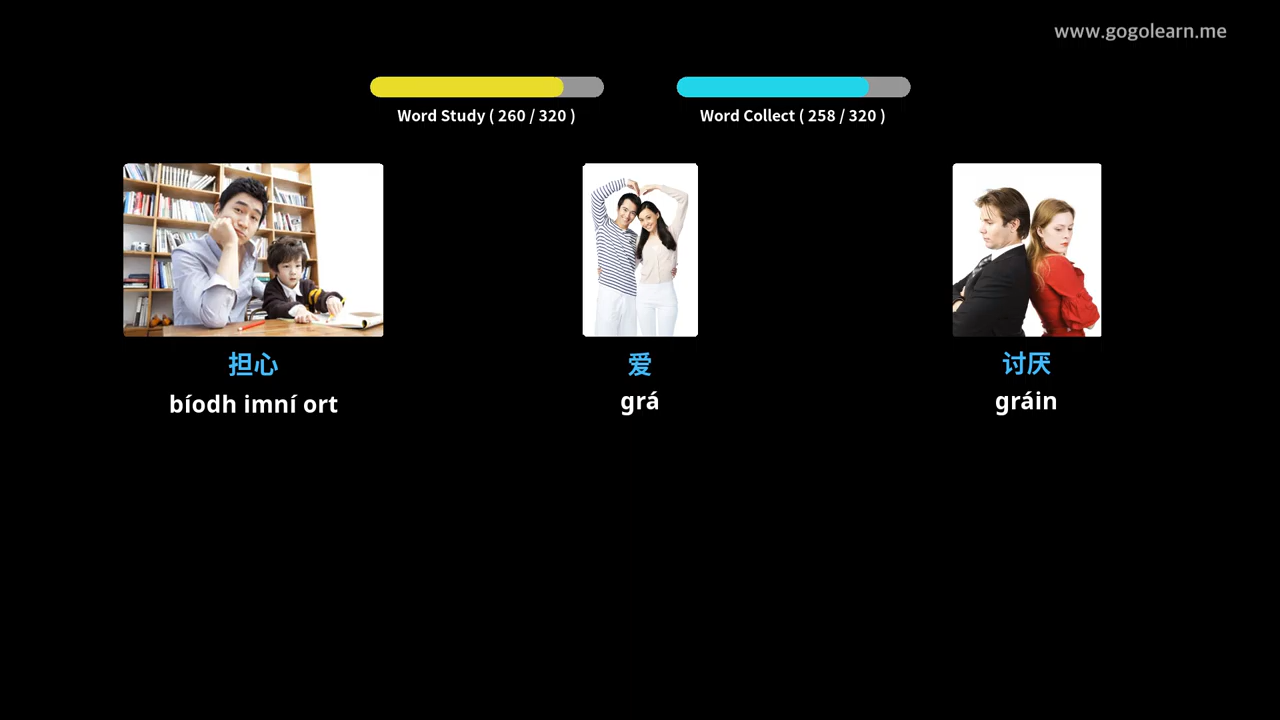 www.gogolearn.me
Word Study ( 260 / 320 )
Word Collect ( 258 / 320 )
担心
爱
讨厌
bíodh imní ort
grá
gráin